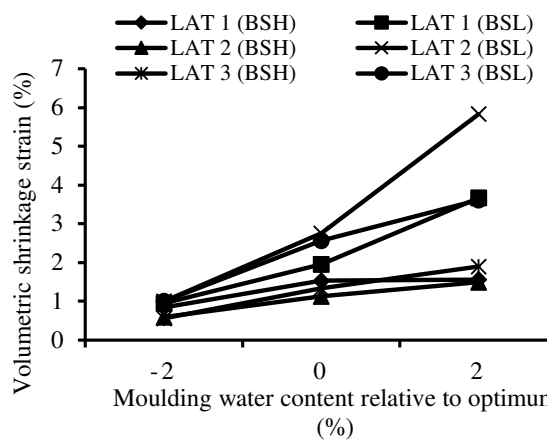 LAT 1 (BSH) LAT 1 (BSL)
LAT 2 (BSH) LAT 2 (BSL)
LAT 3 (BSH) LAT 3 (BSL)
Volumetric shrinkage strain (%)
7
6
5
4
3
2
1
0
-2 0 2
Moulding water content relative to optimum
(%)